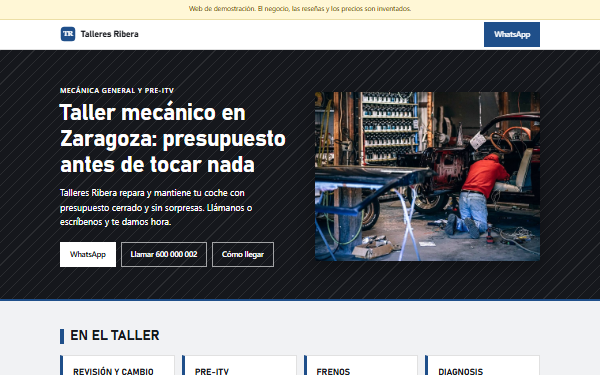 Web de demostración. El negocio, las reseñas y los precios son inventados.
TR Talleres Ribera
WhatsApp
MECÁNICA GENERAL Y PRE-ITV
Taller mecánico en
Zaragoza: presupuesto
antes de tocar nada
Talleres Ribera repara y mantiene tu coche con
presupuesto cerrado y sin sorpresas. Llámanos o
escríbenos y te damos hora.
WhatsApp
Llamar 600 000 002
Cómo llegar
EN EL TALLER
REVISIÓN Y CAMBIO
PRE-ITV
FRENOS
DIAGNOSIS